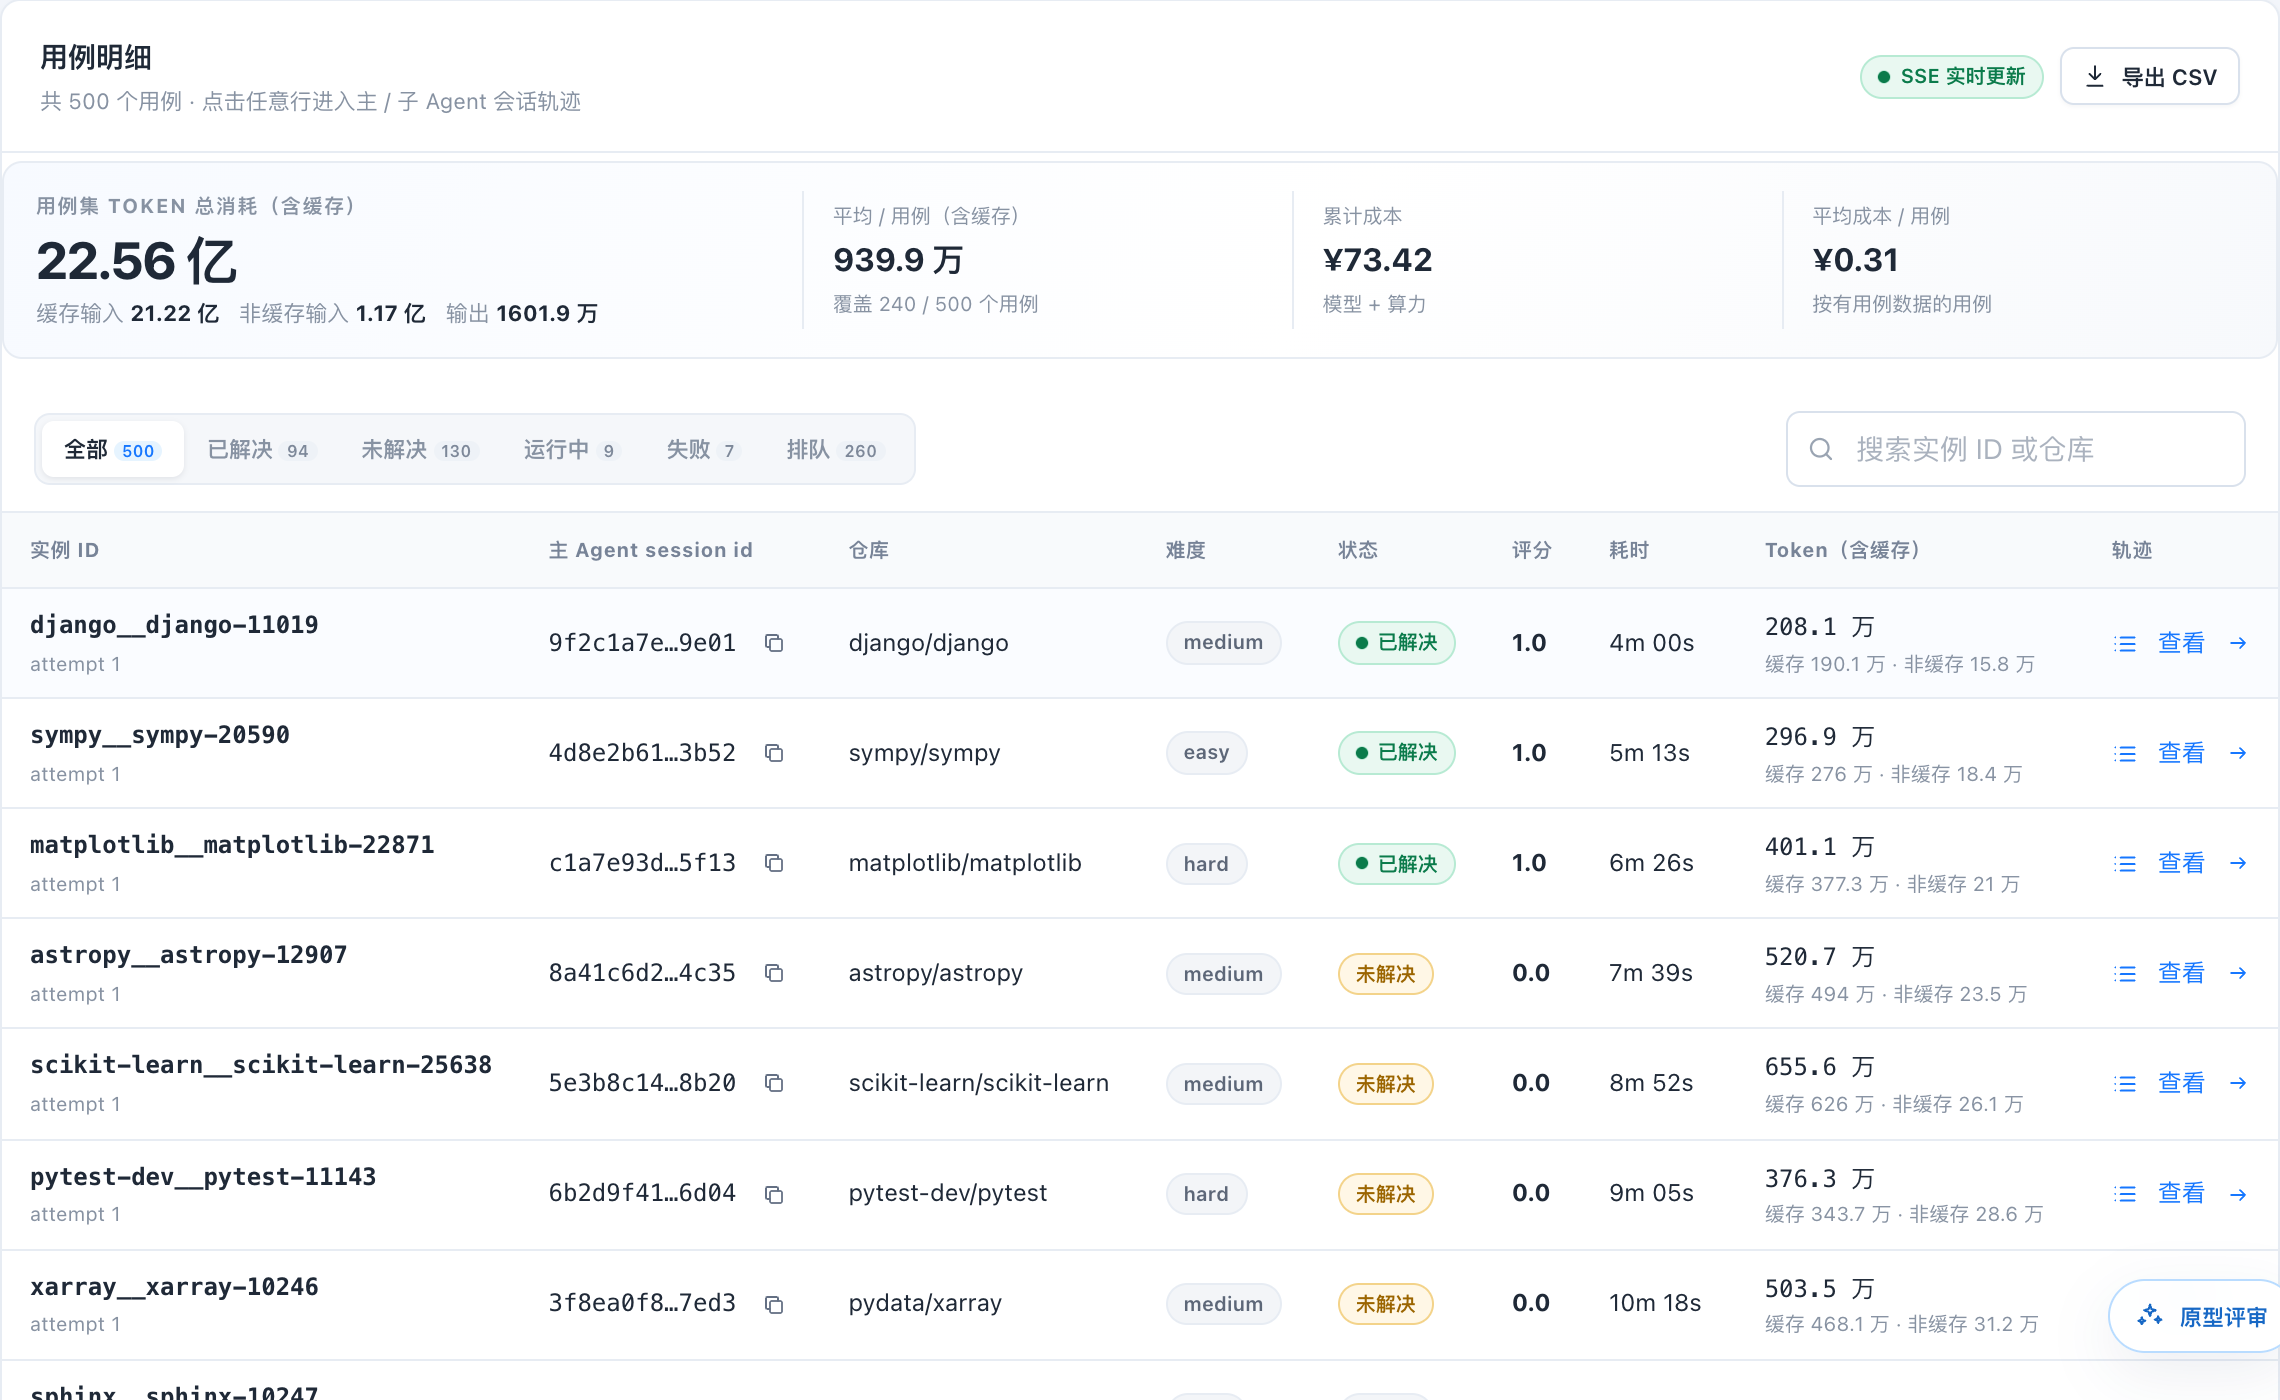 用例明细
共 500 个用例 · 点击任意行进入主 / 子 Agent 会话轨迹
SSE 实时更新
导出 CSV
用例集 TOKEN 总消耗（含缓存）
22.56 亿
缓存输入 21.22 亿 非缓存输入 1.17 亿 输出 1601.9 万
平均 / 用例（含缓存）
939.9 万
覆盖 240 / 500 个用例
累计成本
¥73.42
模型 + 算力
平均成本 / 用例
¥0.31
按有用例数据的用例
全部 500 已解决 94 未解决 130 运行中 9 失败 7 排队 260
搜索实例 ID 或仓库
实例 ID 主 Agent session id 仓库 难度 状态 评分 耗时 Token（含缓存） 轨迹
django__django-11019
attempt 1
9f2c1a7e…9e01 django/django medium 已解决 1.0 4m 00s
208.1 万
缓存 190.1 万 · 非缓存 15.8 万
查看 →
sympy__sympy-20590
attempt 1
4d8e2b61…3b52 sympy/sympy easy 已解决 1.0 5m 13s
296.9 万
缓存 276 万 · 非缓存 18.4 万
查看 →
matplotlib__matplotlib-22871
attempt 1
c1a7e93d…5f13 matplotlib/matplotlib hard 已解决 1.0 6m 26s
401.1 万
缓存 377.3 万 · 非缓存 21 万
查看 →
astropy__astropy-12907
attempt 1
8a41c6d2…4c35 astropy/astropy medium 未解决 0.0 7m 39s
520.7 万
缓存 494 万 · 非缓存 23.5 万
查看 →
scikit-learn__scikit-learn-25638
attempt 1
5e3b8c14…8b20 scikit-learn/scikit-learn medium 未解决 0.0 8m 52s
655.6 万
缓存 626 万 · 非缓存 26.1 万
查看 →
pytest-dev__pytest-11143
attempt 1
6b2d9f41…6d04 pytest-dev/pytest hard 未解决 0.0 9m 05s
376.3 万
缓存 343.7 万 · 非缓存 28.6 万
查看 →
xarray__xarray-10246
attempt 1
3f8ea0f8…7ed3 pydata/xarray medium 未解决 0.0 10m 18s
503.5 万
缓存 468.1 万 · 非缓存 31.2 万
原型评审
sphinx__sphinx-10247